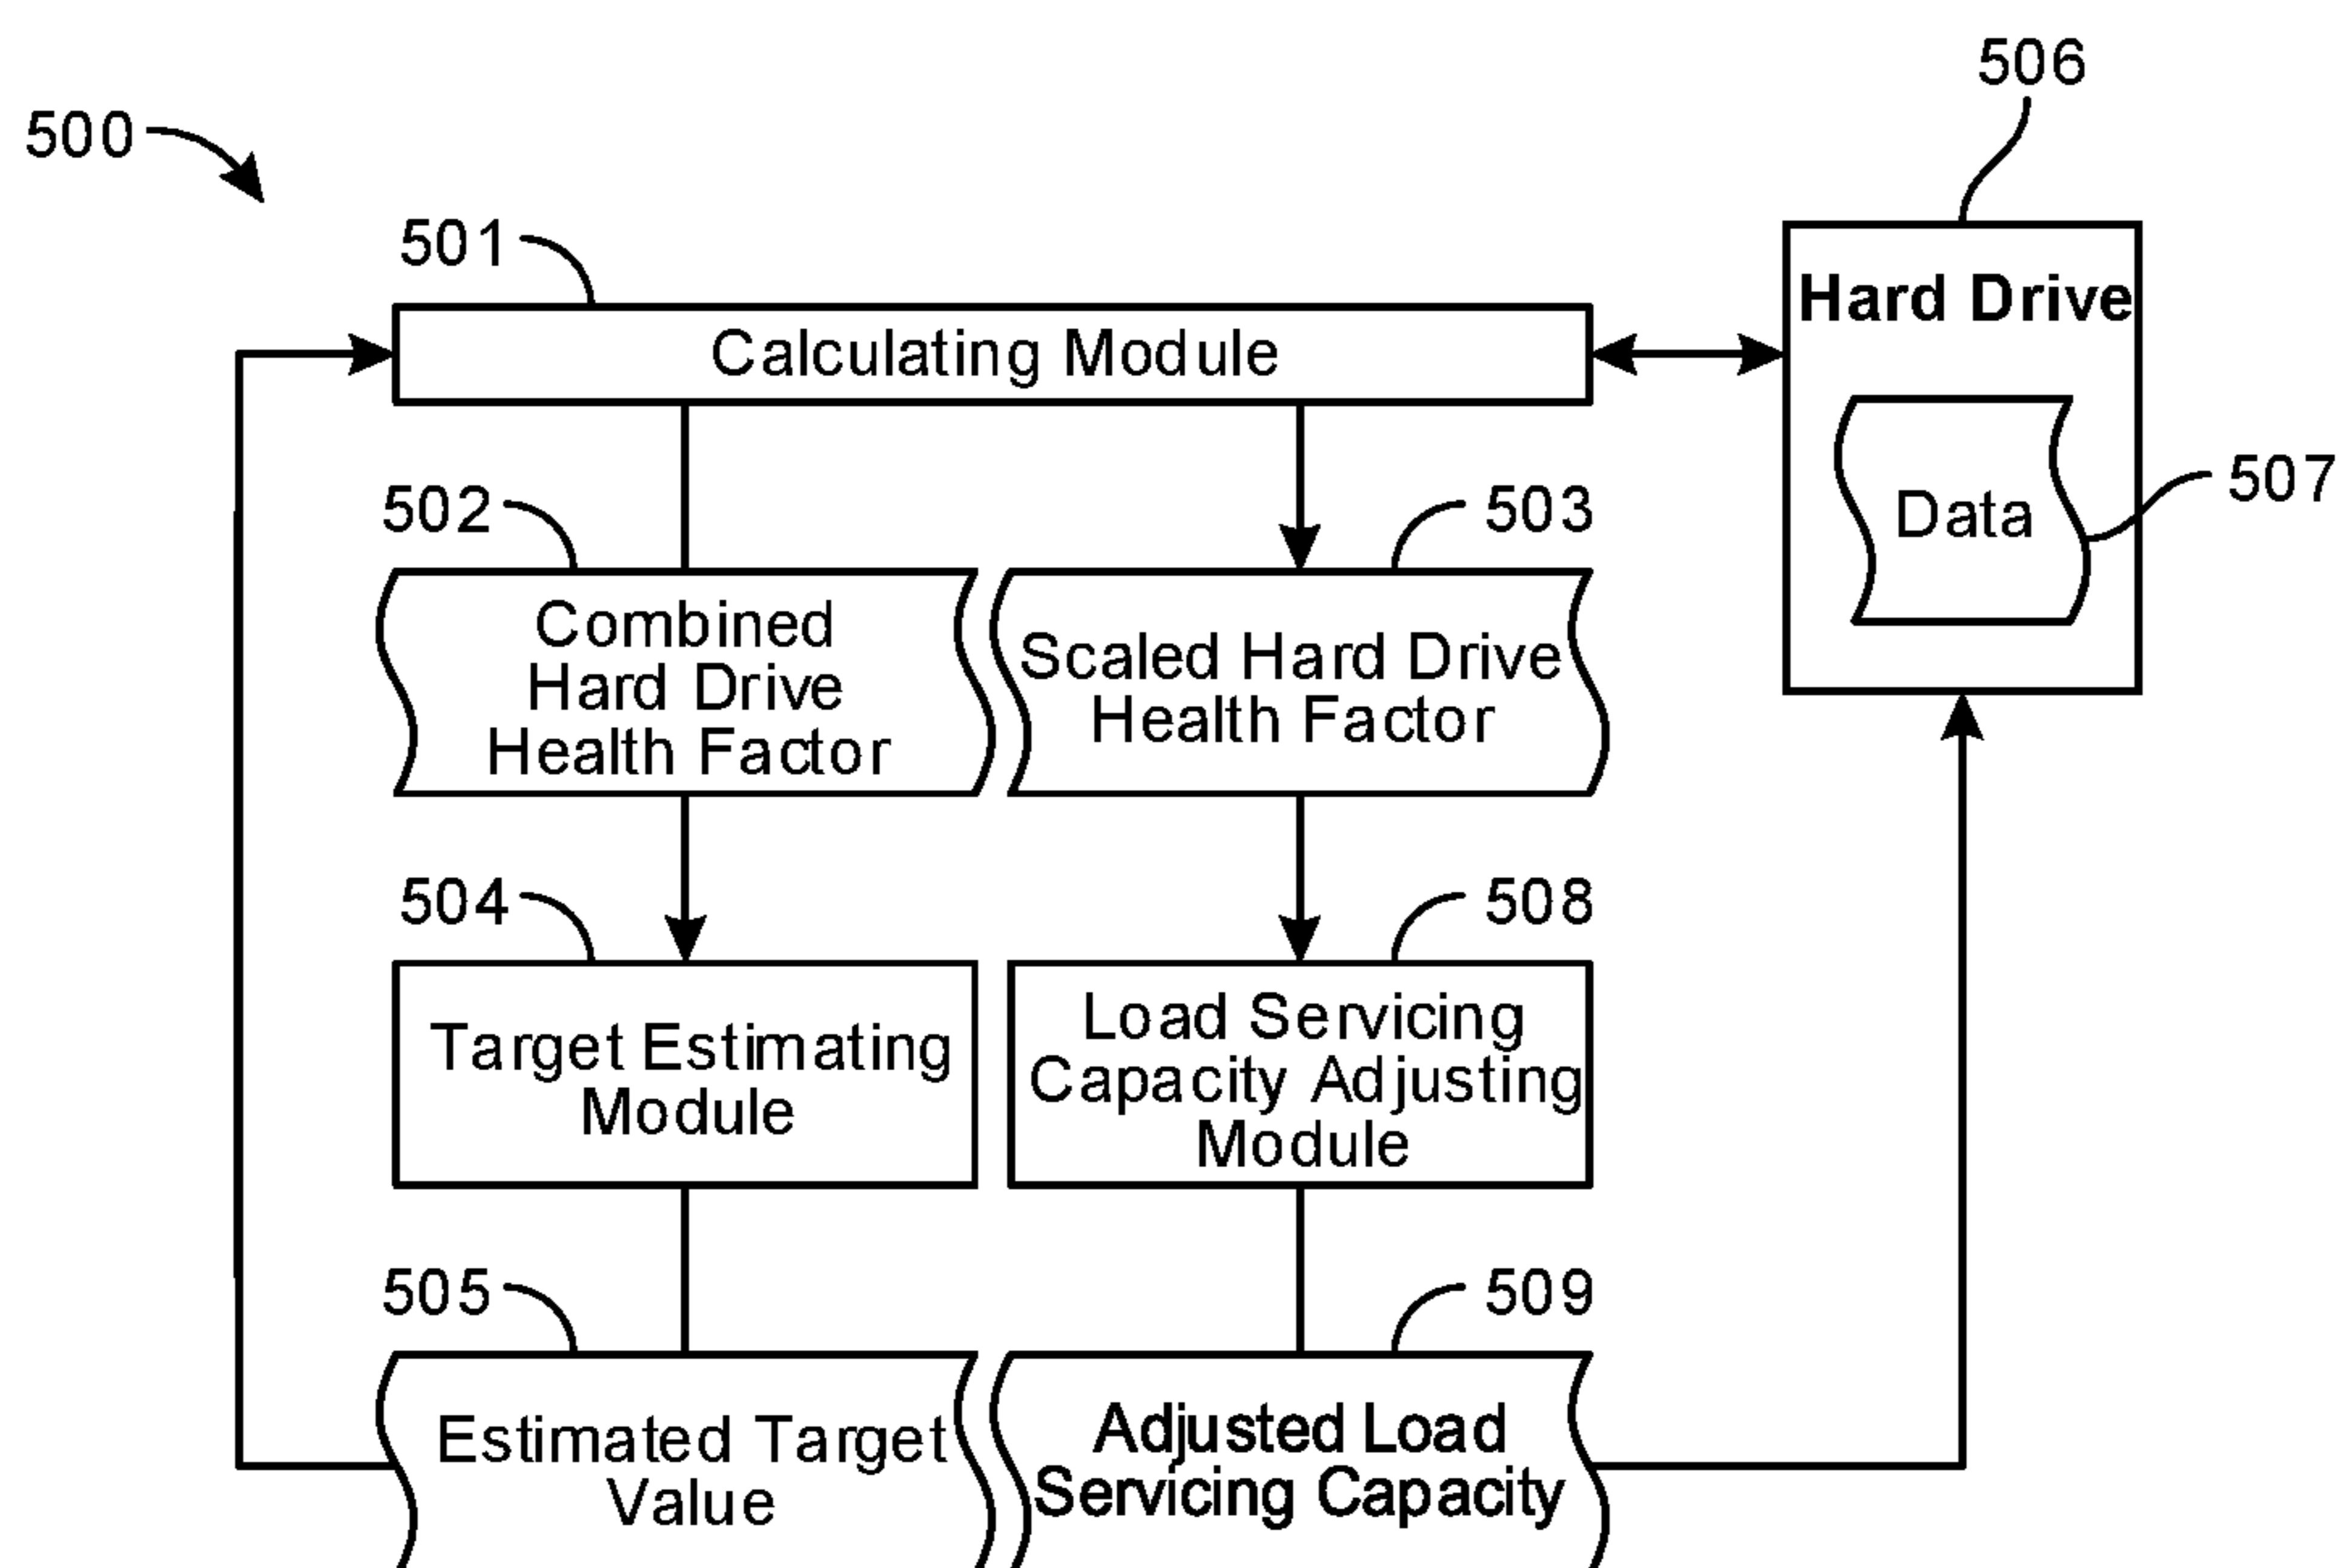 506
500
501
Hard Drive
Calculating Module
507
Data
502
503
Combined
Hard Drive
Health Factor
Scaled Hard Drive
Health Factor
504
508
Target Estimating
Module
Load Servicing
Capacity Adjusting
Module
505
509
Estimated Target
Value
Adjusted Load
Servicing Capacity